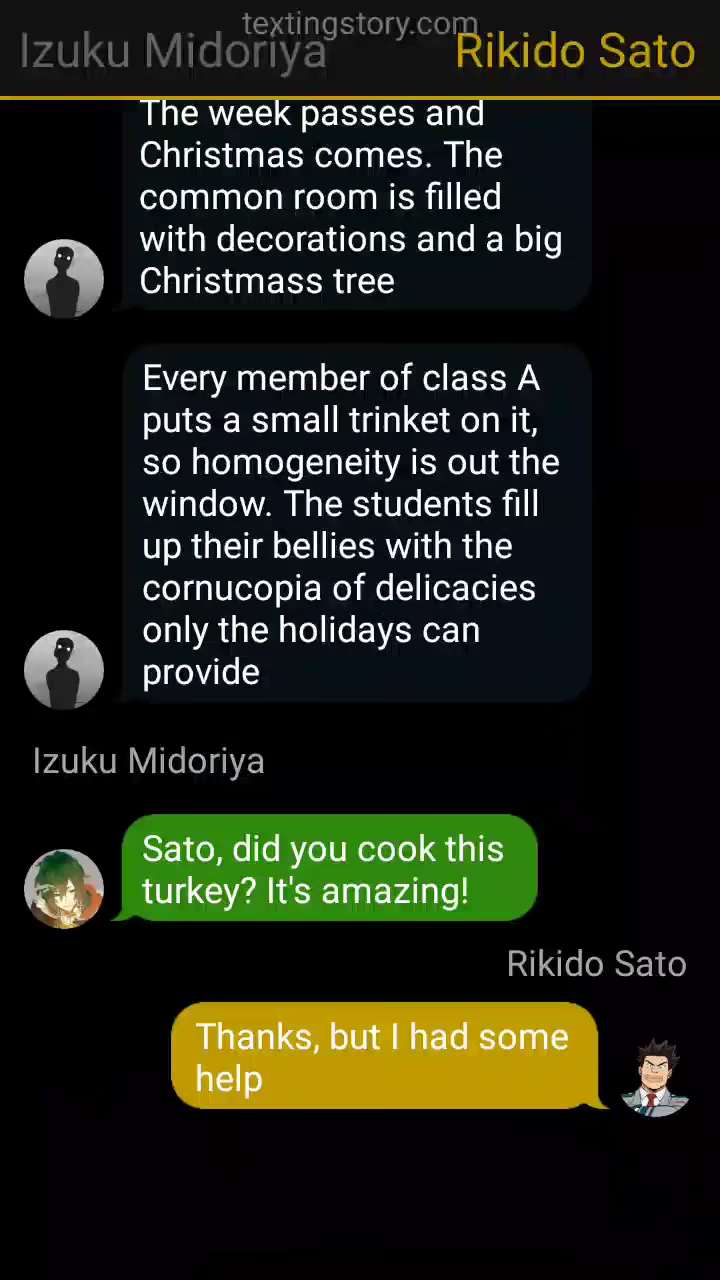 textingstory.com
Izuku Midoriya
Rikido Sato
The week passes and
Christmas comes. The
common room is filled
with decorations and a big
Christmass tree
Every member of class A
puts a small trinket on it,
so homogeneity is out the
window. The students fill
up their bellies with the
cornucopia of delicacies
only the holidays can
provide
Izuku Midoriya
Sato, did you cook this
turkey? It's amazing!
Rikido Sato
Thanks, but I had some
help